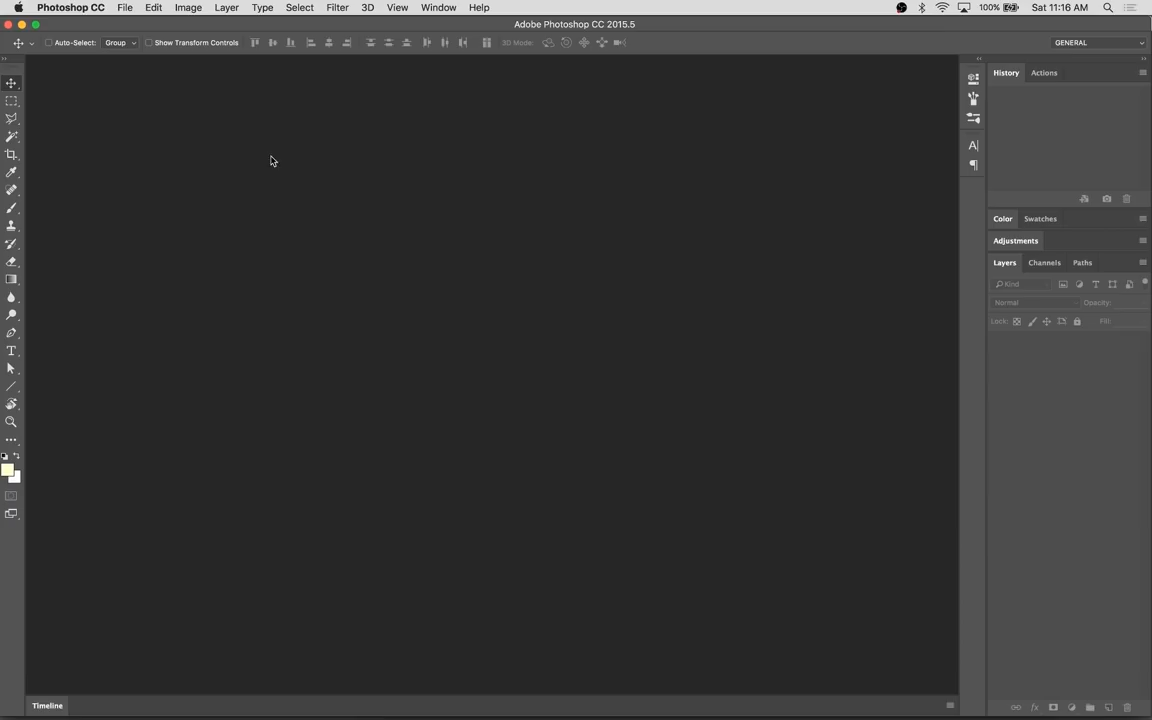 Photoshop CC File Edit Image Layer Type Select Filter 3D View Window Help 100% Sat 11:16 AM
Adobe Photoshop CC 2015.5
Auto-Select: Group Show Transform Controls 3D Mode: GENERAL
History Actions
Color Swatches
Adjustments
Layers Channels Paths
Kind
Normal Opacity:
Lock: Fill:
Timeline